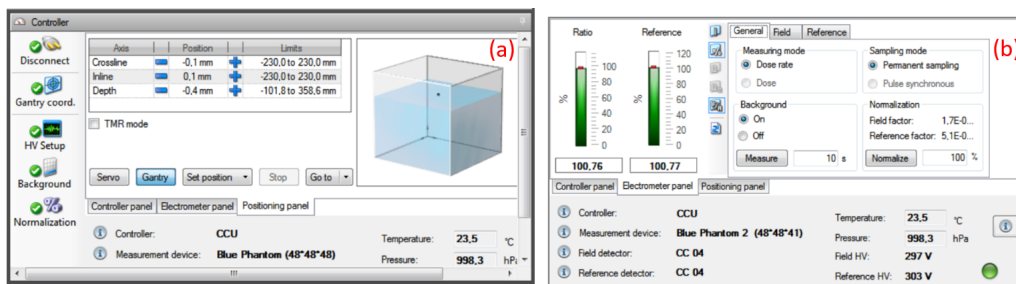 Controller
(a)
Disconnect
Gantry coord.
HV Setup
Background
Normalization
Axis Position Limits
Crossline -0,1 mm -230,0 to 230,0 mm
Inline 0,1 mm -230,0 to 230,0 mm
Depth -0,4 mm -101,8 to 358,6 mm
TMR mode
Servo Gantry Set position Stop Go to
Controller panel Electrometer panel Positioning panel
Controller: CCU
Measurement device: Blue Phantom (48*48*48)
Temperature: 23,5 °C
Pressure: 998,3 hPa
(b)
Ratio Reference
% 100 80 60 40 20 0
% 120 100 80 60 40 20 0
100,76 100,77
General Field Reference
Measuring mode
Dose rate
Dose
Sampling mode
Permanent sampling
Pulse synchronous
Background
On
Off
Measure 10 s
Normalization
Field factor: 1,7E-0...
Reference factor: 5,1E-0...
Normalize 100 %
Controller panel Electrometer panel Positioning panel
Controller: CCU
Measurement device: Blue Phantom 2 (48*48*41)
Field detector: CC 04
Reference detector: CC 04
Temperature: 23,5 °C
Pressure: 998,3 hPa
Field HV: 297 V
Reference HV: 303 V